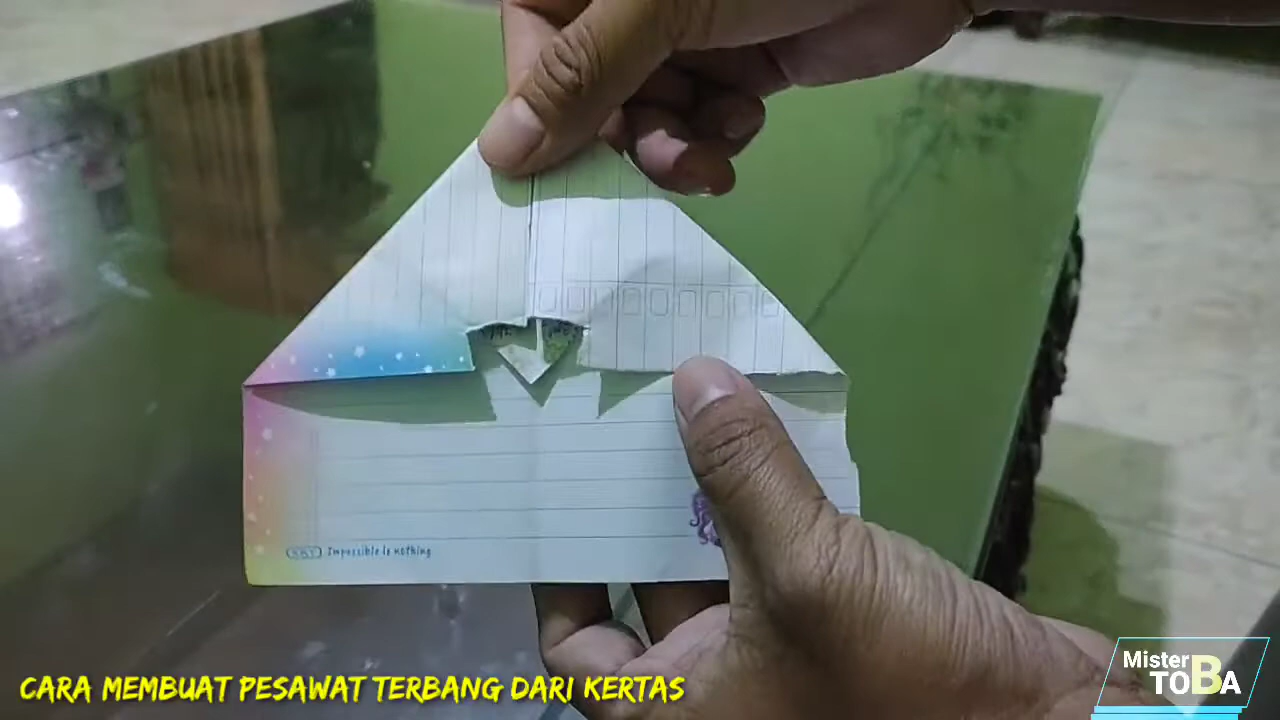 Impossible is nothing
CARA MEMBUAT PESAWAT TERBANG DARI KERTAS
Mister
TOBA